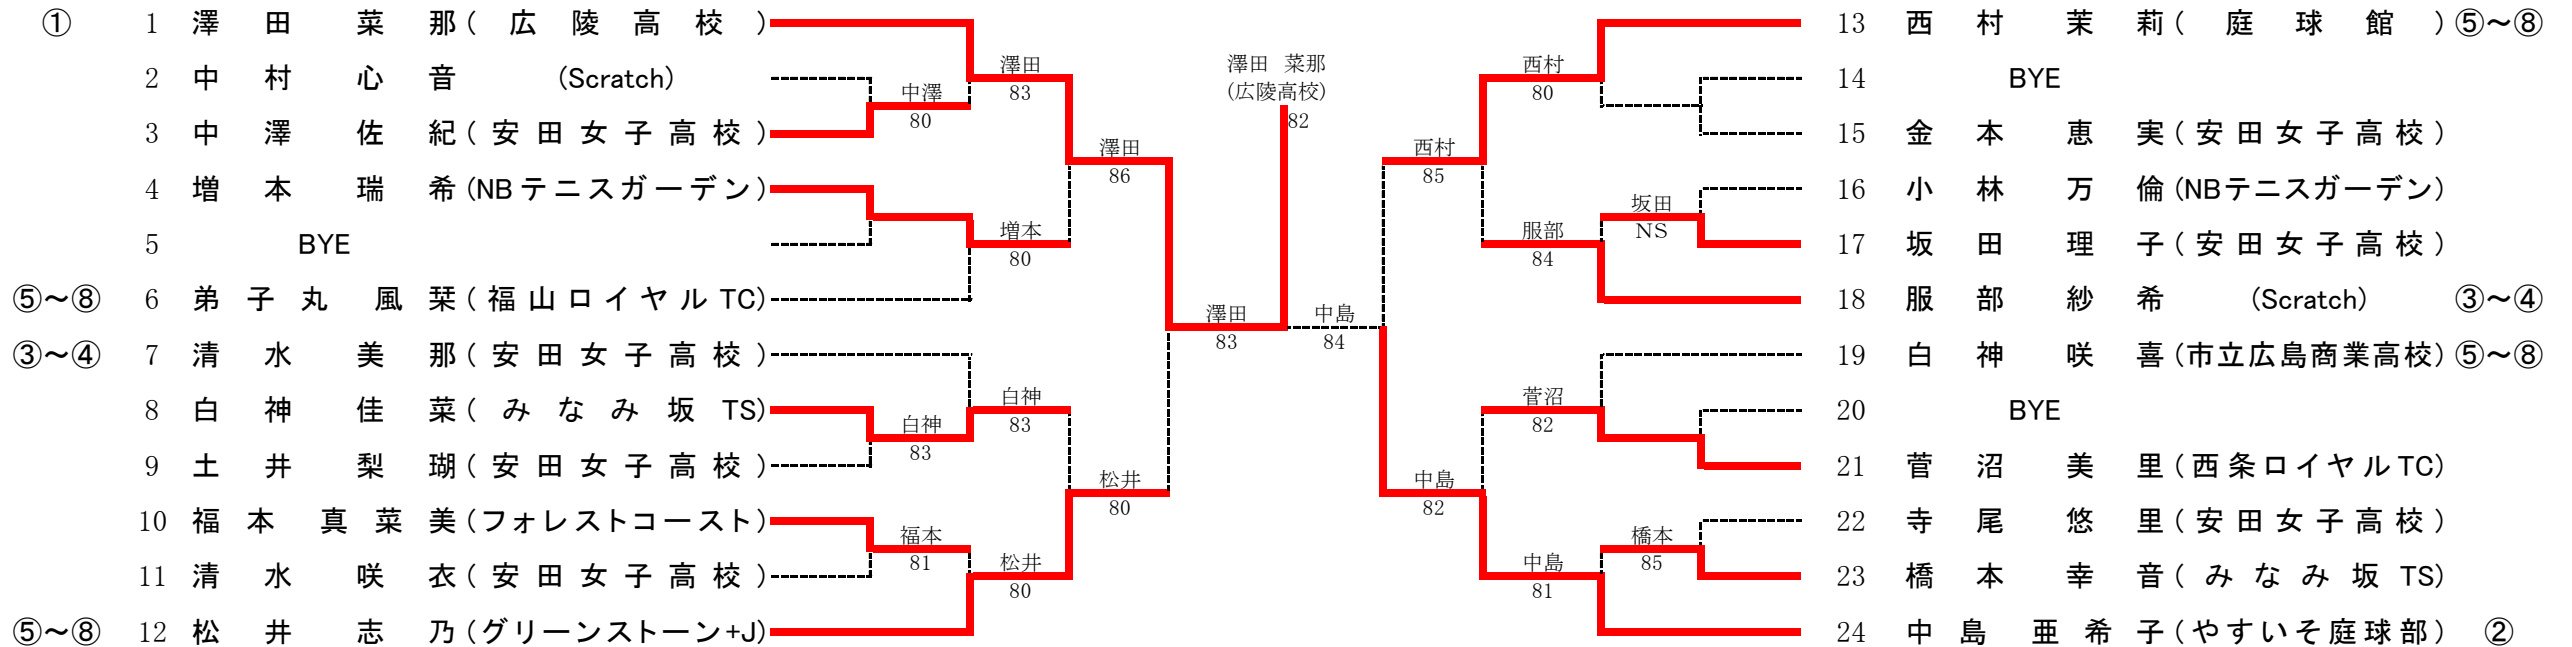 ① 1 澤田 菜那(広陵高校)
2 中村 心音 (Scratch)
3 中澤 佐紀(安田女子高校)
4 増本 瑞希(NBテニスガーデン)
5 BYE
⑤～⑧ 6 弟子丸 風栞(福山ロイヤルTC)
③～④ 7 清水 美那(安田女子高校)
8 白神 佳菜(みなみ坂TS)
9 土井 梨瑚(安田女子高校)
10 福本 真菜美(フォレストコースト)
11 清水 咲衣(安田女子高校)
⑤～⑧ 12 松井 志乃(グリーンストーン+J)
中澤
80
白神
83
福本
81
澤田
83
増本
80
白神
83
松井
80
澤田
86
松井
80
澤田
83
澤田 菜那
(広陵高校)
82
中島
84
西村
85
中島
82
西村
80
服部
84
菅沼
82
中島
81
坂田
NS
橋本
85
13 西村 茉莉(庭球館) ⑤～⑧
14 BYE
15 金本 恵実(安田女子高校)
16 小林 万倫(NBテニスガーデン)
17 坂田 理子(安田女子高校)
18 服部 紗希 (Scratch) ③～④
19 白神 咲喜(市立広島商業高校) ⑤～⑧
20 BYE
21 菅沼 美里(西条ロイヤルTC)
22 寺尾 悠里(安田女子高校)
23 橋本 幸音(みなみ坂TS)
24 中島 亜希子(やすいそ庭球部) ②